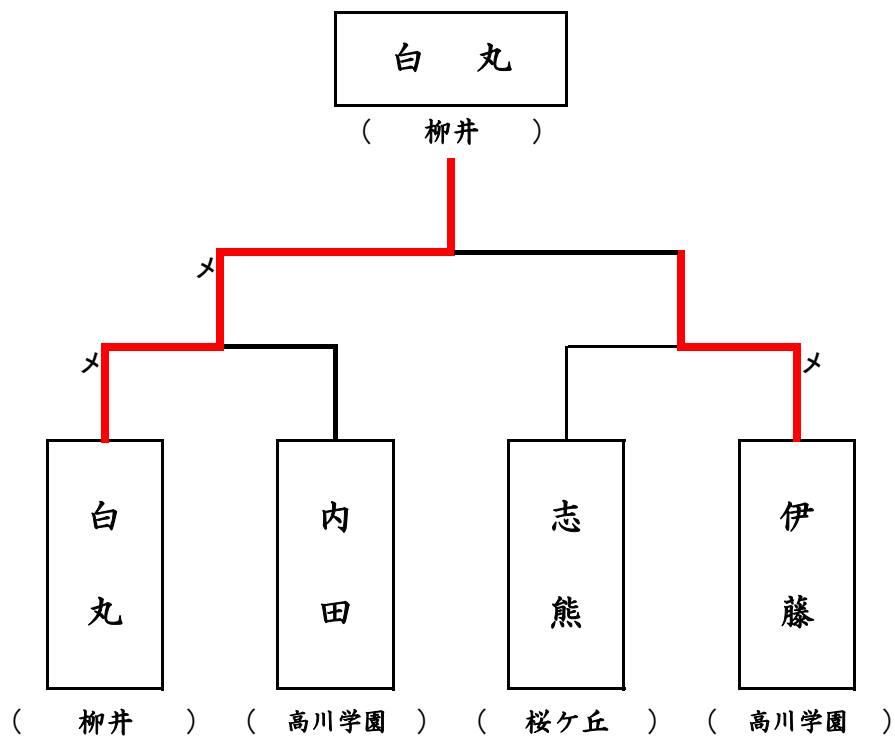 白 丸
( 柳井 )
メ
メ メ
白丸 内田 志熊 伊藤
( 柳井 ) ( 高川学園 ) ( 桜ケ丘 ) ( 高川学園 )